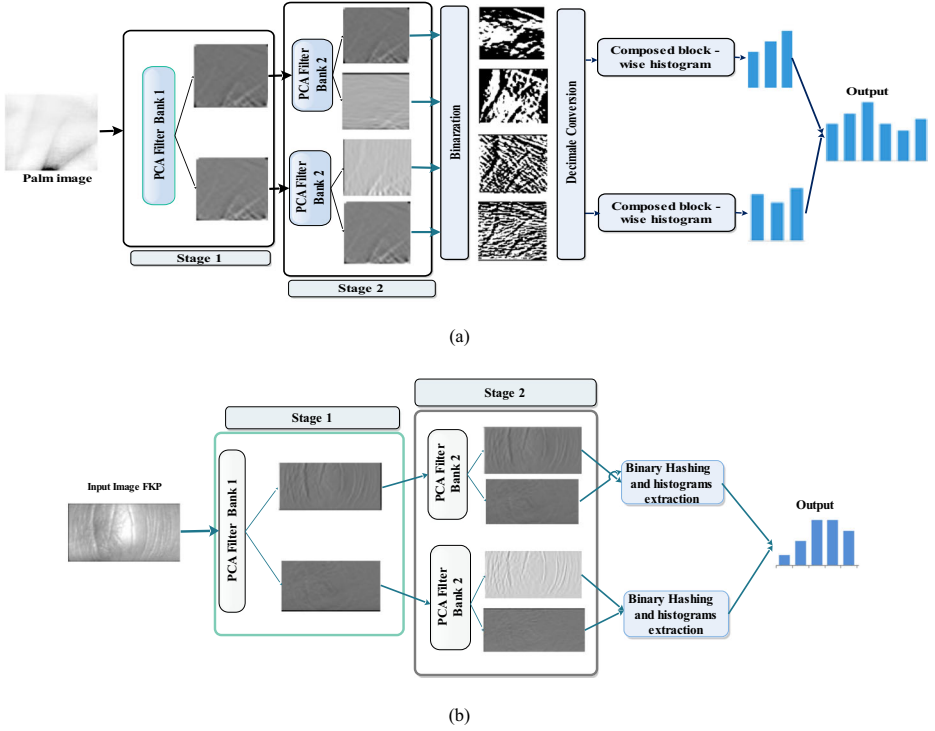 Palm image
PCA Filter Bank 1
Stage 1
PCA Filter
Bank 2
PCA Filter
Bank 2
Stage 2
Binarzation
Decimale Conversion
Composed block -
wise histogram
Composed block -
wise histogram
Output
(a)
Input Image FKP
Stage 1
PCA Filter Bank 1
Stage 2
PCA Filter
Bank 2
PCA Filter
Bank 2
Binary Hashing
and histograms
extraction
Binary Hashing
and histograms
extraction
Output
(b)